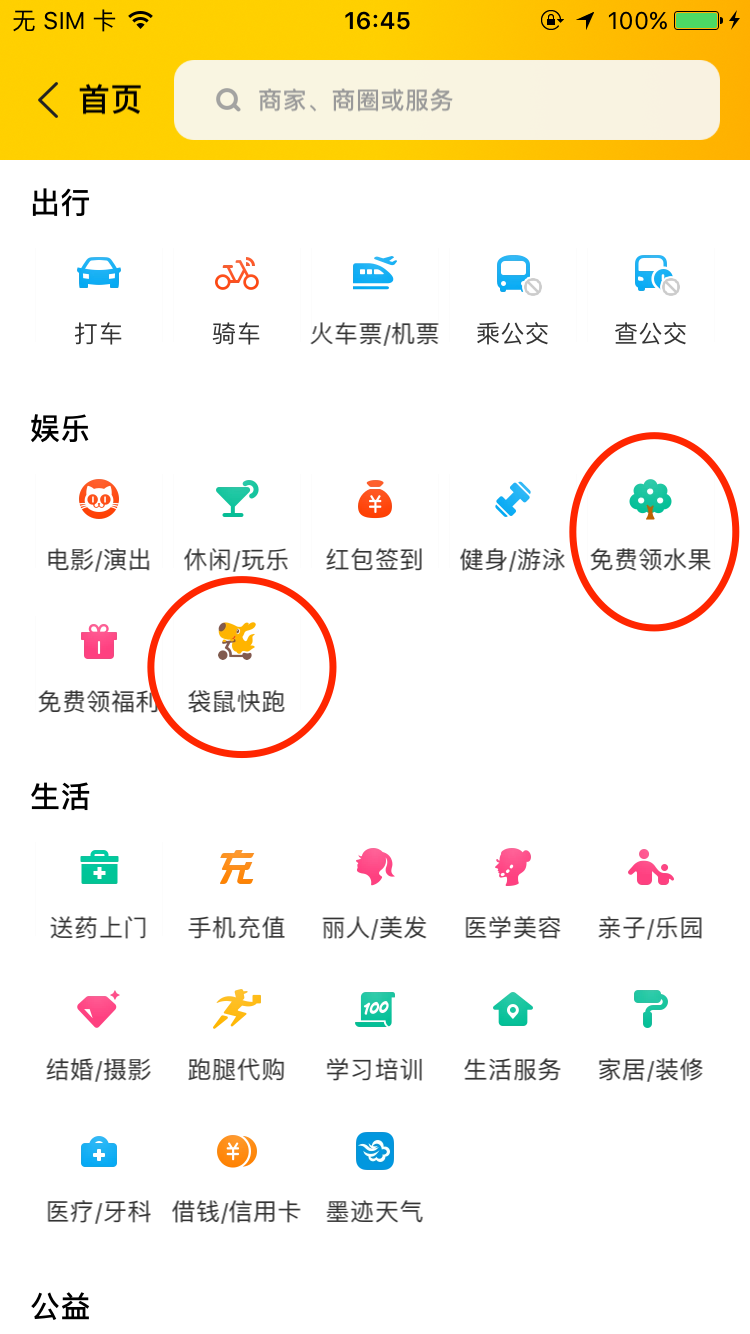 无 SIM 卡 16:45 100%
首页 商家、商圈或服务
出行
打车 骑车 火车票/机票 乘公交 查公交
娱乐
电影/演出 休闲/玩乐 红包签到 健身/游泳 免费领水果
免费领福利 袋鼠快跑
生活
充
送药上门 手机充值 丽人/美发 医学美容 亲子/乐园
100
结婚/摄影 跑腿代购 学习培训 生活服务 家居/装修
医疗/牙科 借钱/信用卡 墨迹天气
公益